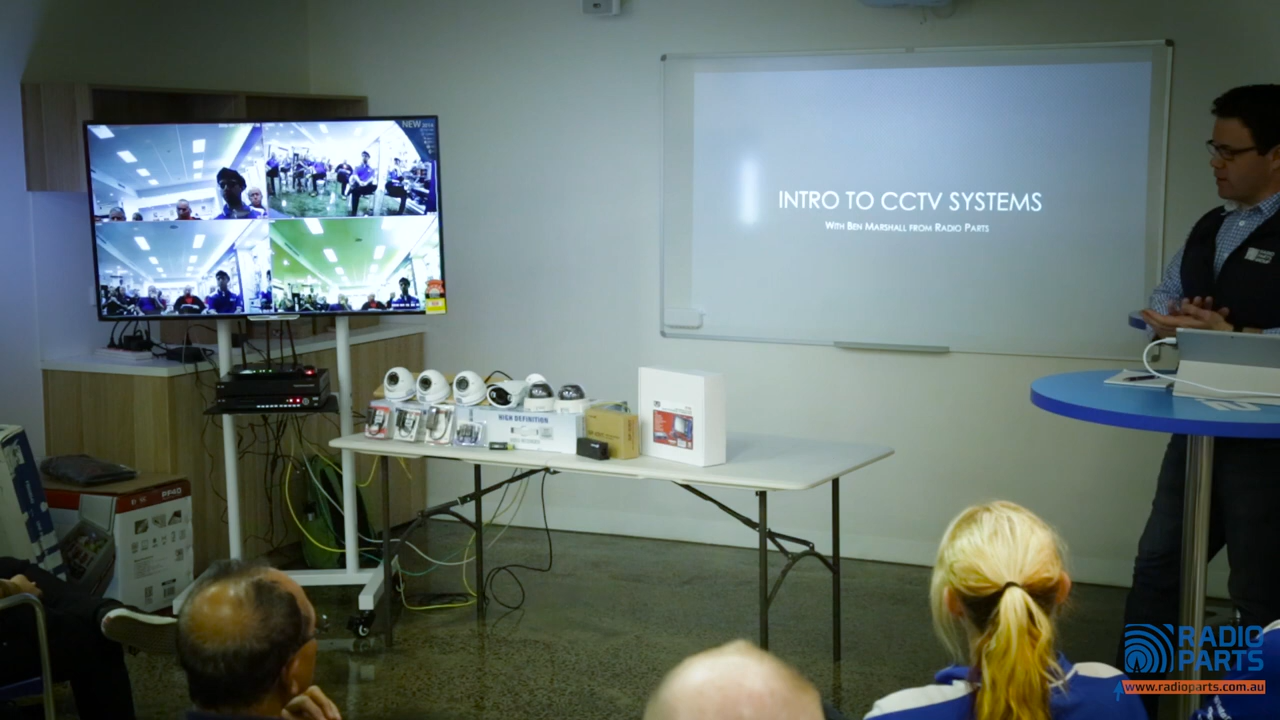 NEW 2016
INTRO TO CCTV SYSTEMS
WITH BEN MARSHALL FROM RADIO PARTS
HIGH DEFINITION
RADIO
PARTS
www.radioparts.com.au